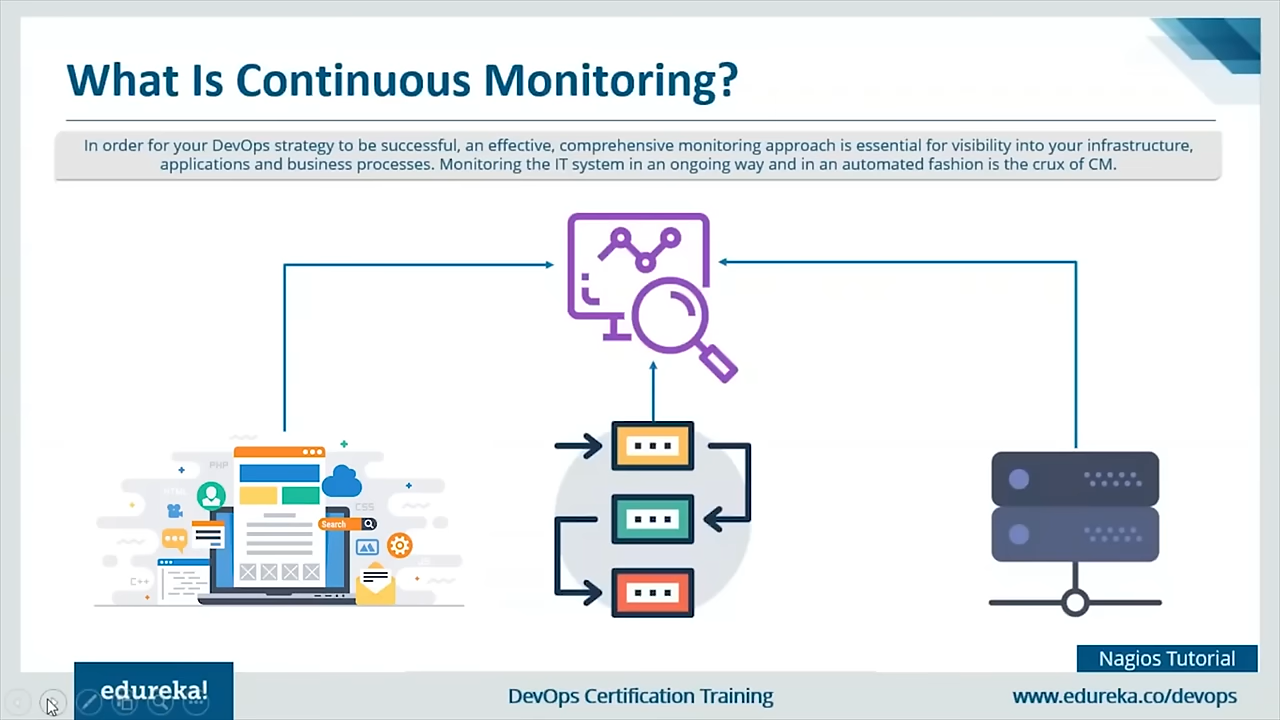 What Is Continuous Monitoring?
In order for your DevOps strategy to be successful, an effective, comprehensive monitoring approach is essential for visibility into your infrastructure,
applications and business processes. Monitoring the IT system in an ongoing way and in an automated fashion is the crux of CM.
PHP
HTML
CSS
Search
C++
Nagios Tutorial
edureka!
DevOps Certification Training
www.edureka.co/devops